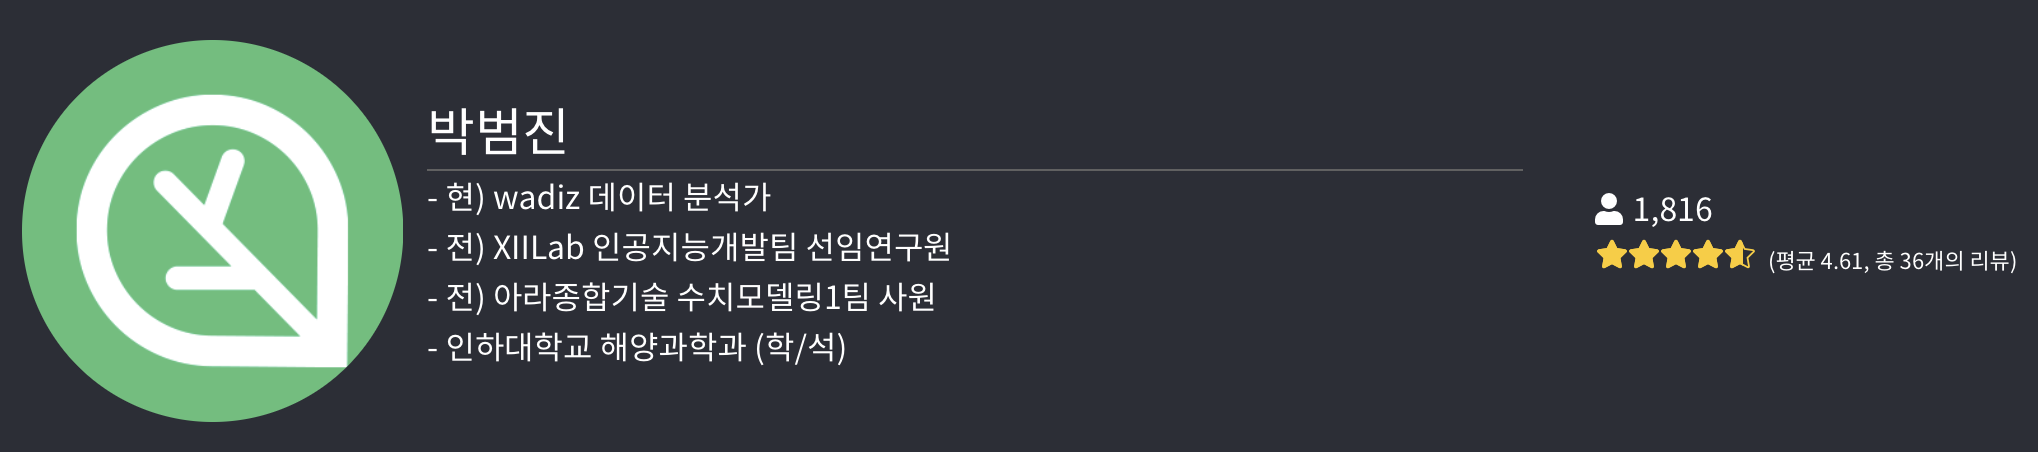 박범진
- 현) wadiz 데이터 분석가
- 전) XIILab 인공지능개발팀 선임연구원
- 전) 아라종합기술 수치모델링1팀 사원
- 인하대학교 해양과학과 (학/석)
1,816
(평균 4.61, 총 36개의 리뷰)